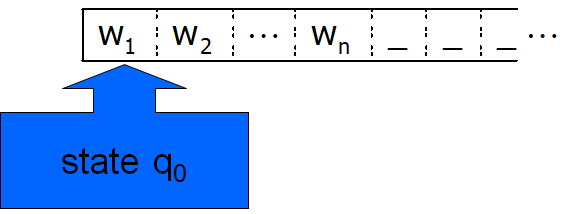 w₁ w₂ ... wₙ _ _ _ ...
state q₀